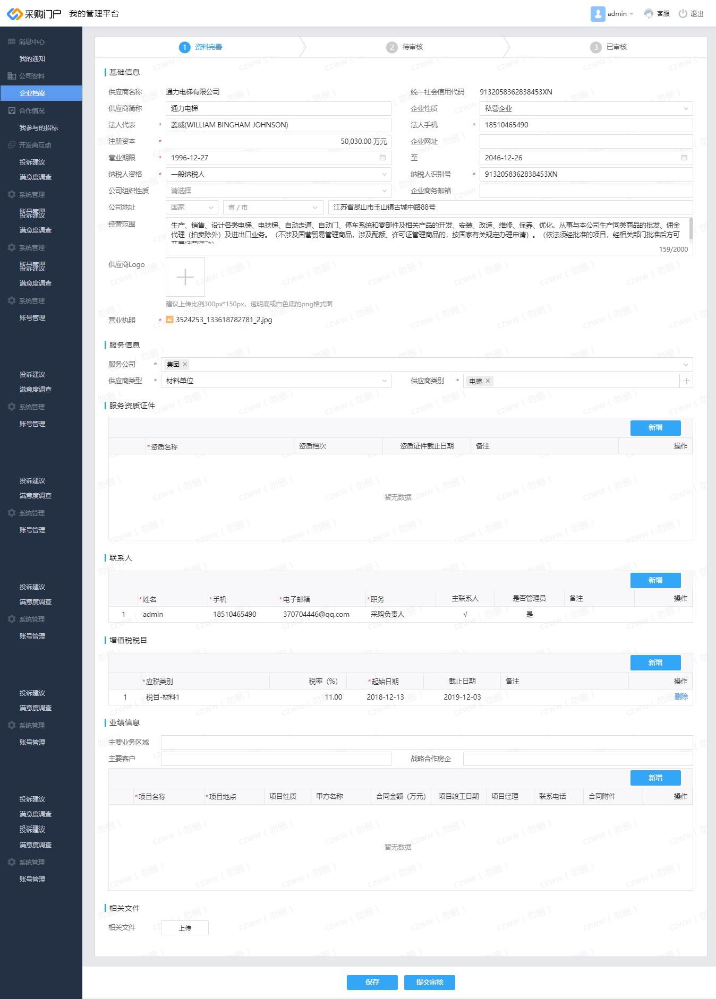 采购门户 我的管理平台 admin 客服 退出
消息中心
我的通知
公司资料
企业档案
合作情况
我参与的招标
开发商互动
投诉建议
满意度调查
系统管理
账号管理
投诉建议
满意度调查
系统管理
账号管理
投诉建议
满意度调查
系统管理
账号管理
投诉建议
满意度调查
系统管理
账号管理
投诉建议
满意度调查
系统管理
账号管理
投诉建议
满意度调查
系统管理
账号管理
投诉建议
满意度调查
系统管理
账号管理
投诉建议
满意度调查
投诉建议
满意度调查
系统管理
账号管理
1 资料完善 2 待审核 3 已审核
基础信息
供应商名称 通力电梯有限公司 统一社会信用代码 9132058362838453XN
供应商简称 通力电梯 企业性质 私营企业
法人代表 * 姜威(WILLIAM BINGHAM JOHNSON) 法人手机 * 18510465490
注册资本 * 50,030.00 万元 企业网址
营业期限 * 1996-12-27 至 2046-12-26
纳税人资格 * 一般纳税人 纳税人识别号 * 9132058362838453XN
公司组织性质 请选择 企业商务邮箱
公司地址 国家 省 / 市 江苏省昆山市玉山镇古城中路88号
经营范围 生产、销售、设计各类电梯、电扶梯、自动走道、自动门、停车系统和零部件及相关产品的开发、安装、改造、维修、保养、优化。从事与本公司生产同类商品的批发、佣金
代理（拍卖除外）及进出口业务。（不涉及国营贸易管理商品，涉及配额、许可证管理商品的，按国家有关规定办理申请）。（依法须经批准的项目，经相关部门批准后方可
开展经营活动）
159/2000
供应商Logo
建议上传比例300px*150px，透明底或白色底的png格式图
营业执照 * 3524253_133618782781_2.jpg
服务信息
服务公司 * 集团 ×
供应商类型 * 材料单位 供应商类别 * 电梯 ×
服务资质证件
新增
*资质名称 资质档次 资质证件截止日期 备注 操作
暂无数据
联系人
新增
*姓名 *手机 *电子邮箱 *职务 主联系人 是否管理员 备注 操作
1 admin 18510465490 370704446@qq.com 采购负责人 √ 是
增值税税目
新增
*应税类别 税率（%） *起始日期 截止日期 备注 操作
1 税目-材料1 11.00 2018-12-13 2019-12-03 删除
业绩信息
主要业务区域
主要客户 战略合作房企
新增
*项目名称 *项目地点 项目性质 甲方名称 合同金额（万元） 项目竣工日期 项目经理 联系电话 合同附件 操作
暂无数据
相关文件
相关文件 上传
保存 提交审核
czww（勿删）